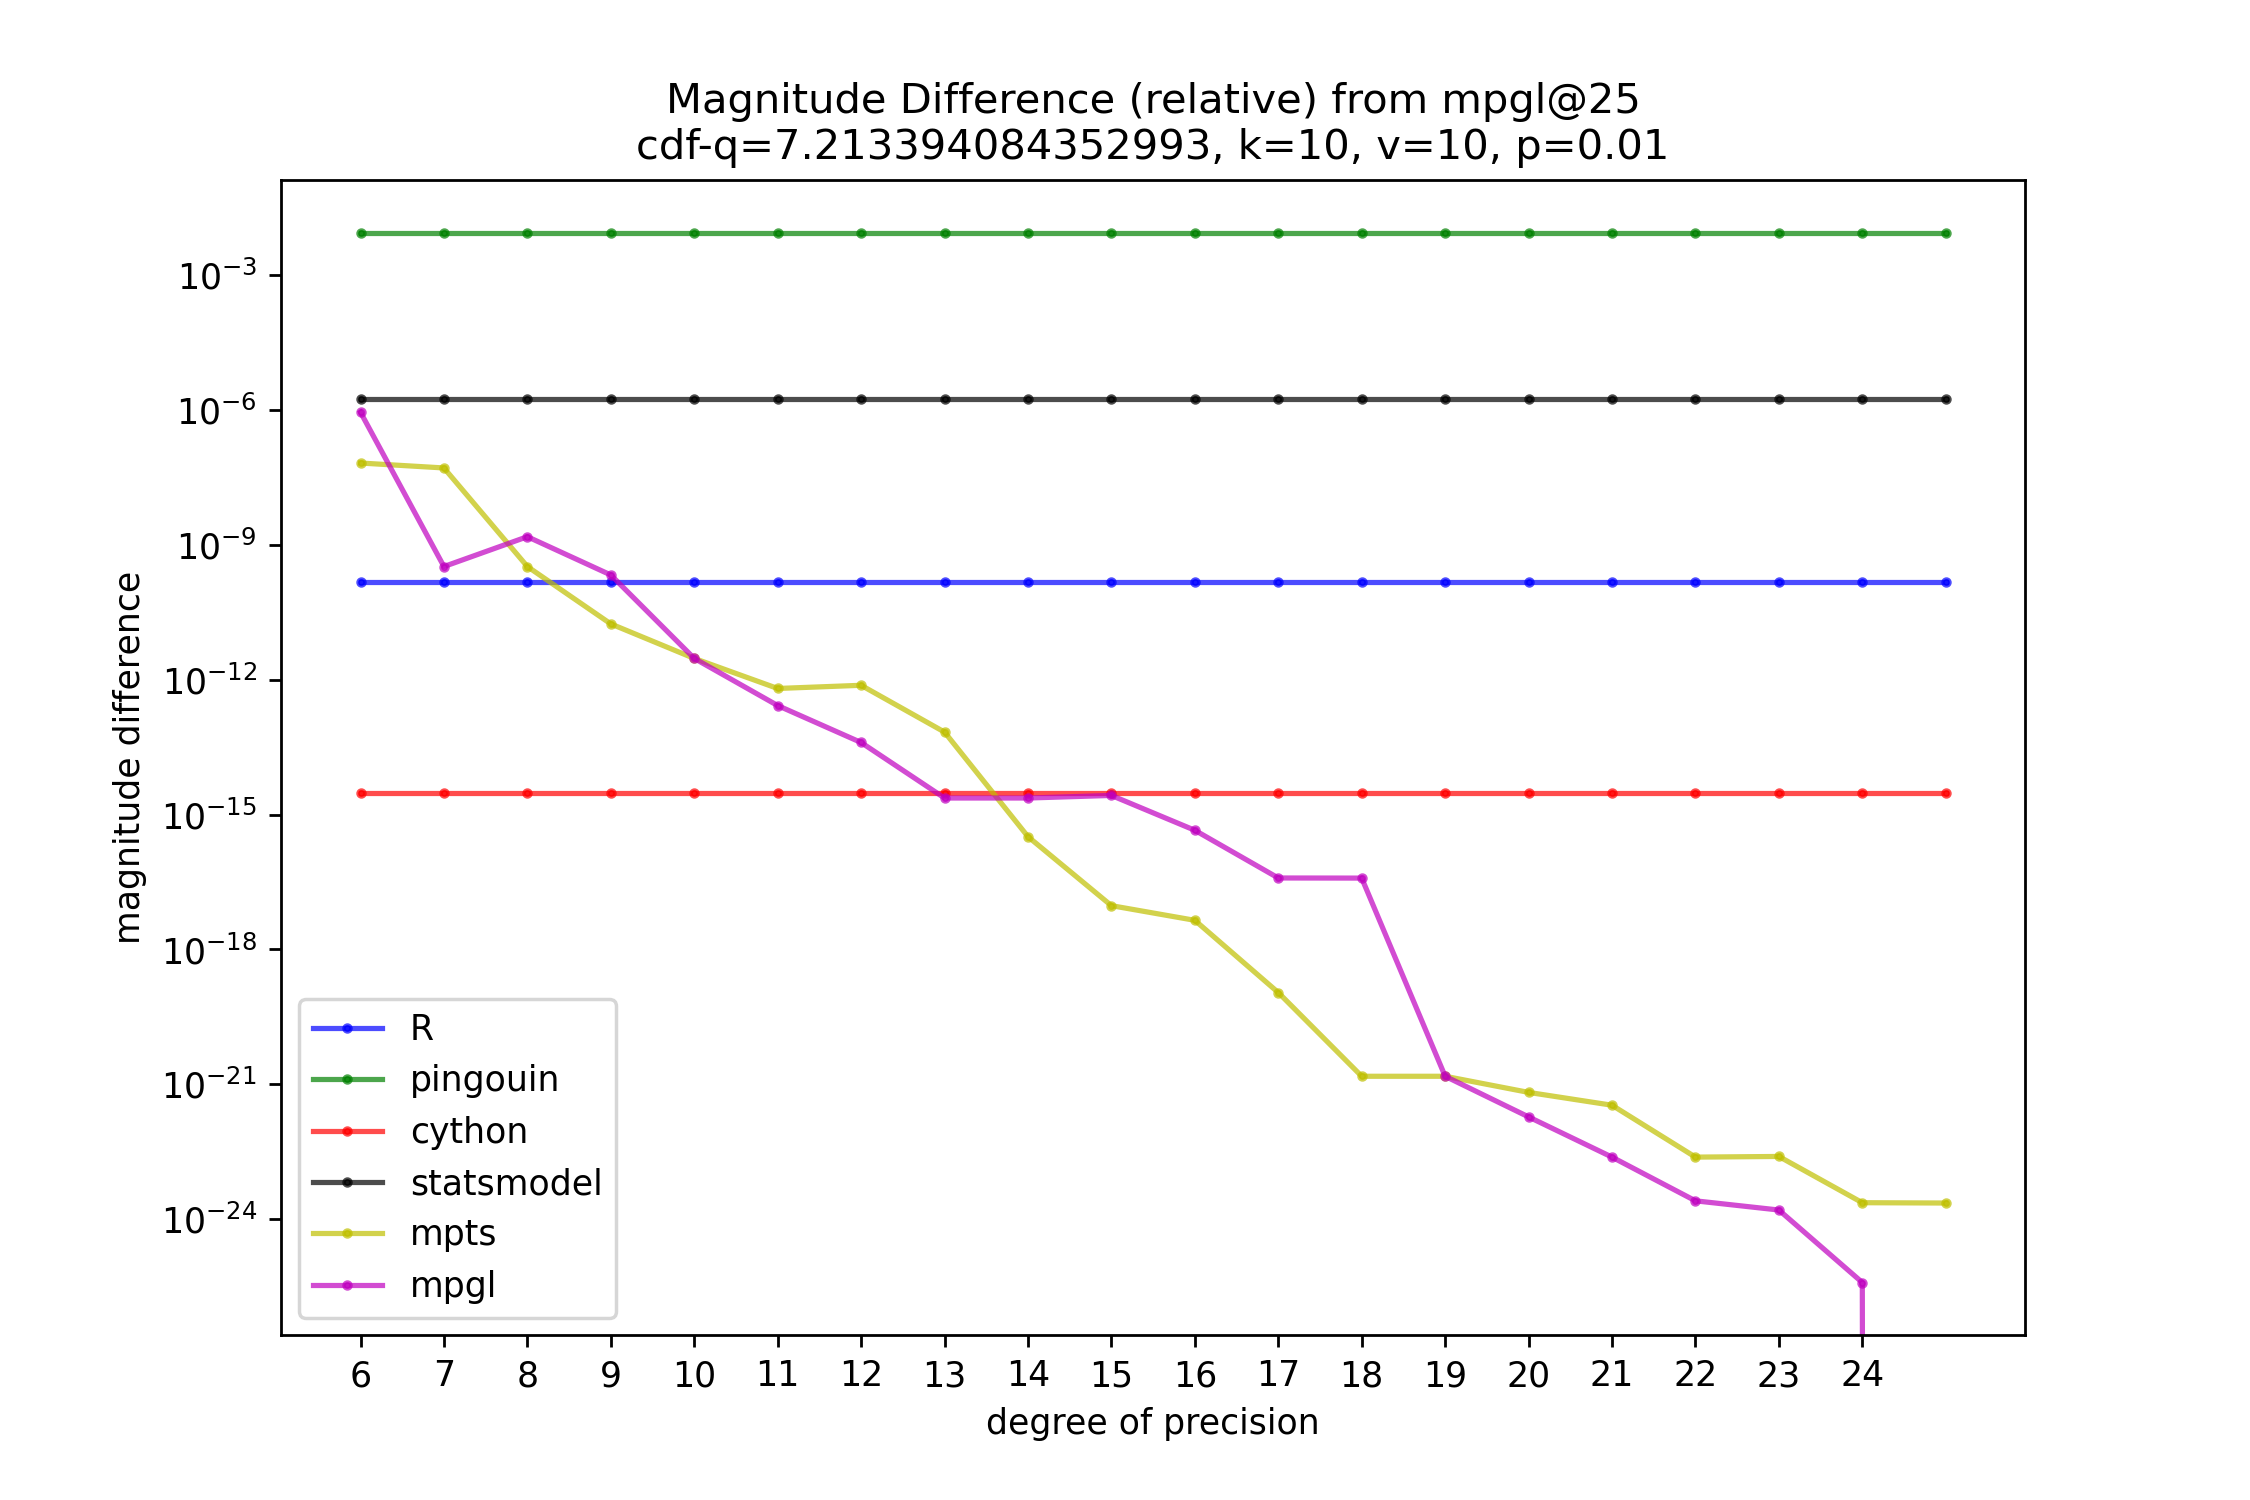 Magnitude Difference (relative) from mpgl@25
cdf-q=7.213394084352993, k=10, v=10, p=0.01
magnitude difference
10⁻³
10⁻⁶
10⁻⁹
10⁻¹²
10⁻¹⁵
10⁻¹⁸
10⁻²¹
10⁻²⁴
R
pingouin
cython
statsmodel
mpts
mpgl
6 7 8 9 10 11 12 13 14 15 16 17 18 19 20 21 22 23 24
degree of precision